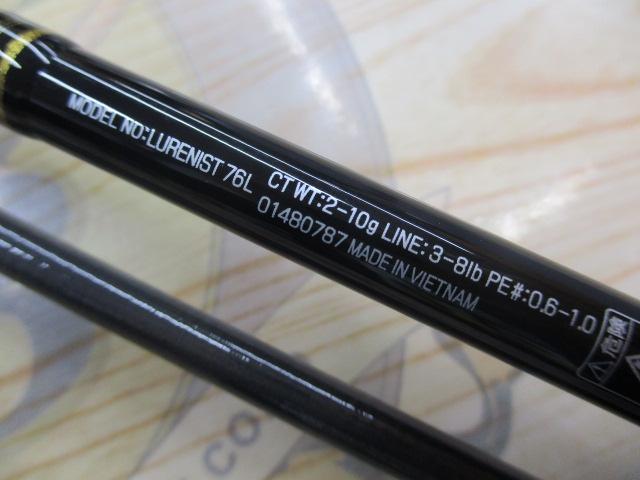 MODEL NO:LURENIST 76L CT WT:2-10g LINE: 3-8lb PE#:0.6-1.0
01480787 MADE IN VIETNAM
危険
CO